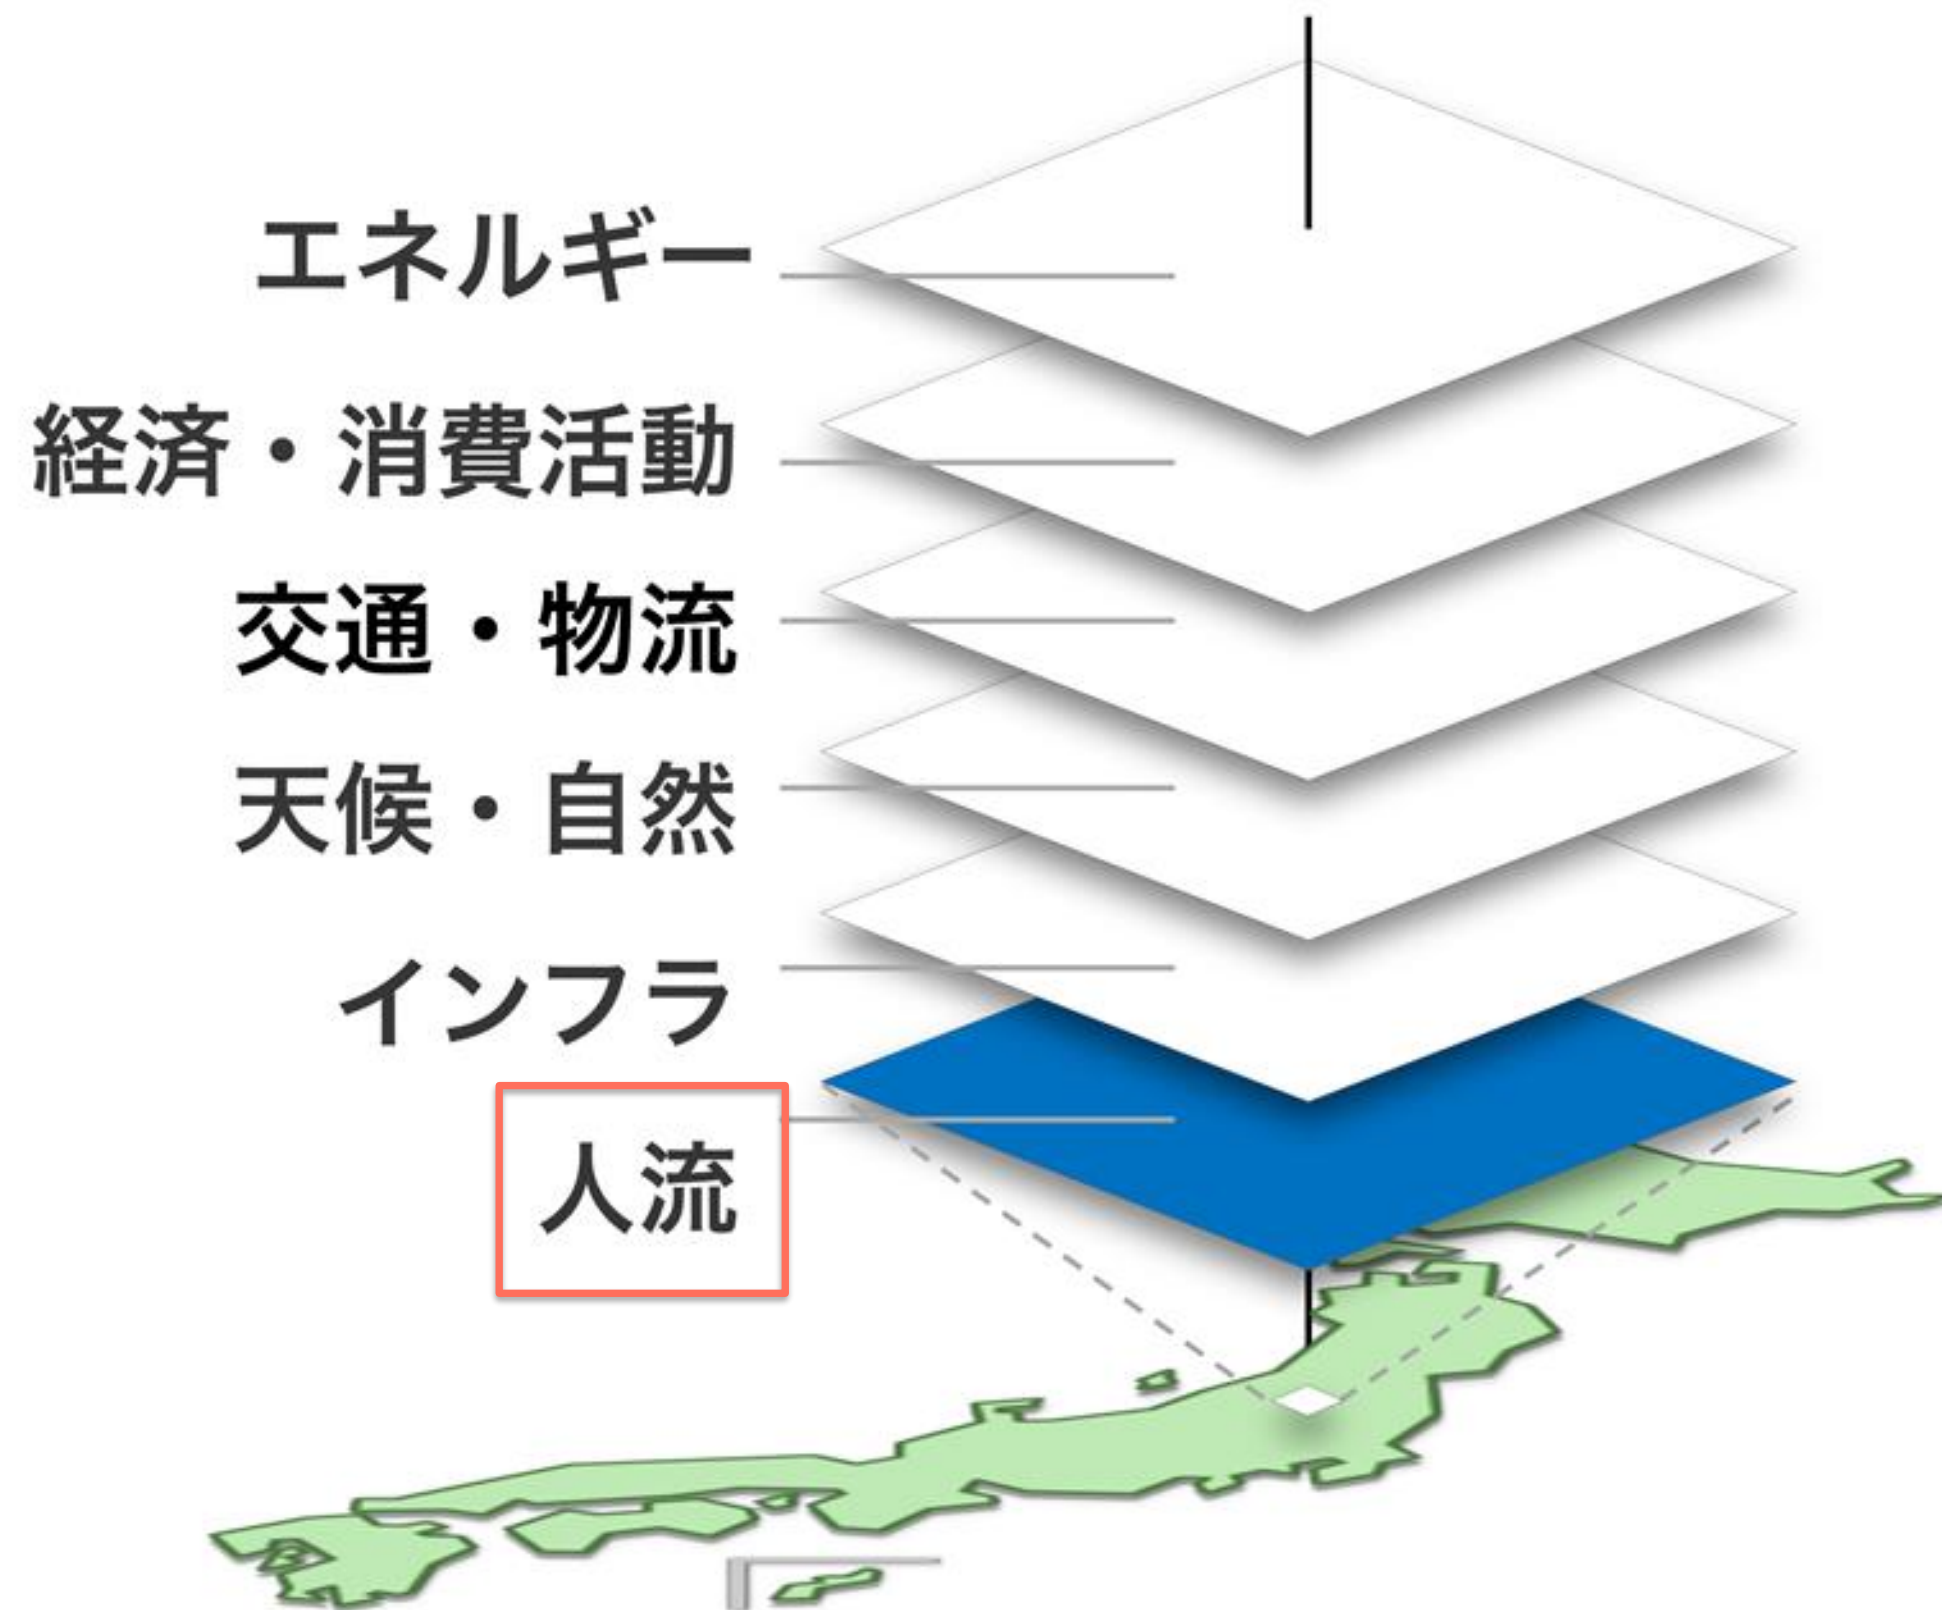 エネルギー
経済・消費活動
交通・物流
天候・自然
インフラ
人流